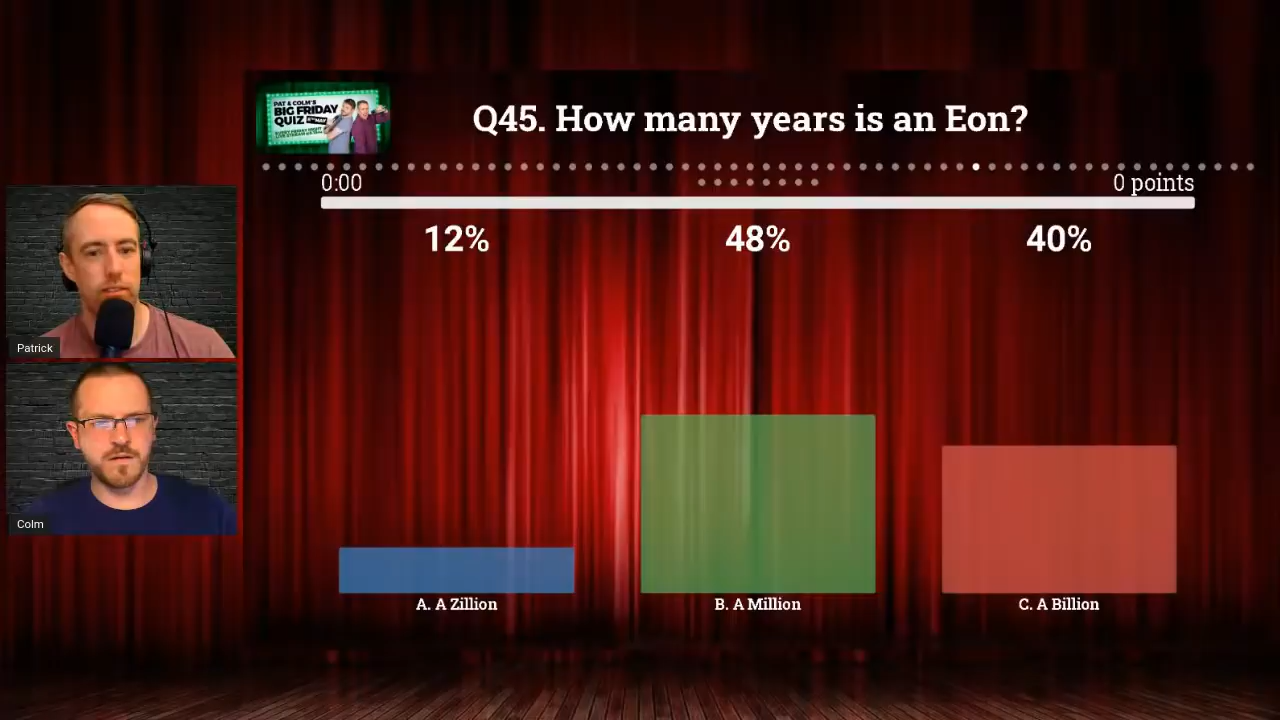 PAT & COLM'S
BIG FRIDAY
QUIZ
Q45. How many years is an Eon?
0:00
0 points
12%
48%
40%
Patrick
Colm
A. A Zillion
B. A Million
C. A Billion